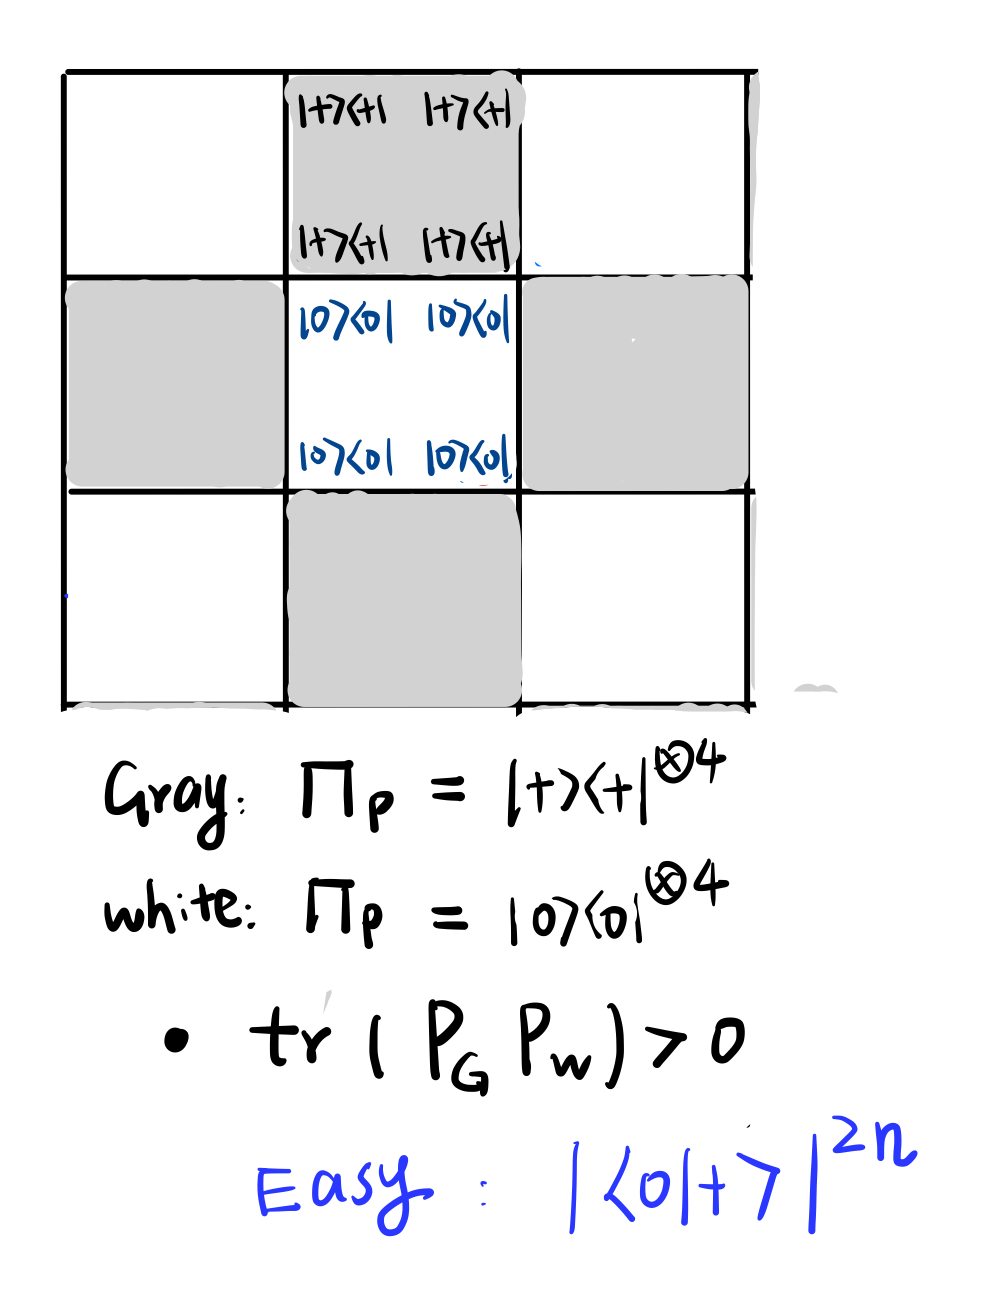 |+><+| |+><+|
|+><+| |+><+|
|0><0| |0><0|
|0><0| |0><0|
Gray: Π_p = |+><+|^⊗4
white: Π_p = |0><0|^⊗4
• tr ( P_G P_w ) > 0
Easy : |<0|+>|^2n